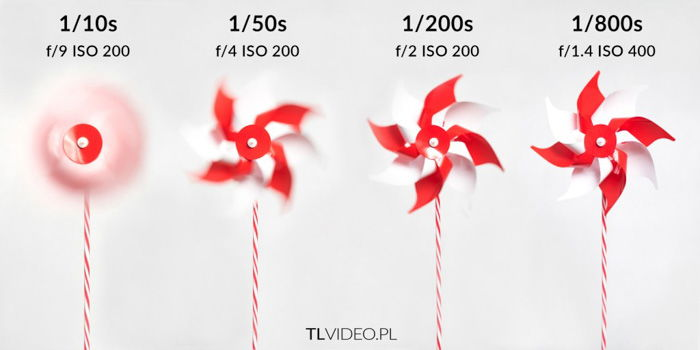 1/10s
f/9 ISO 200
1/50s
f/4 ISO 200
1/200s
f/2 ISO 200
1/800s
f/1.4 ISO 400
TLVIDEO.PL